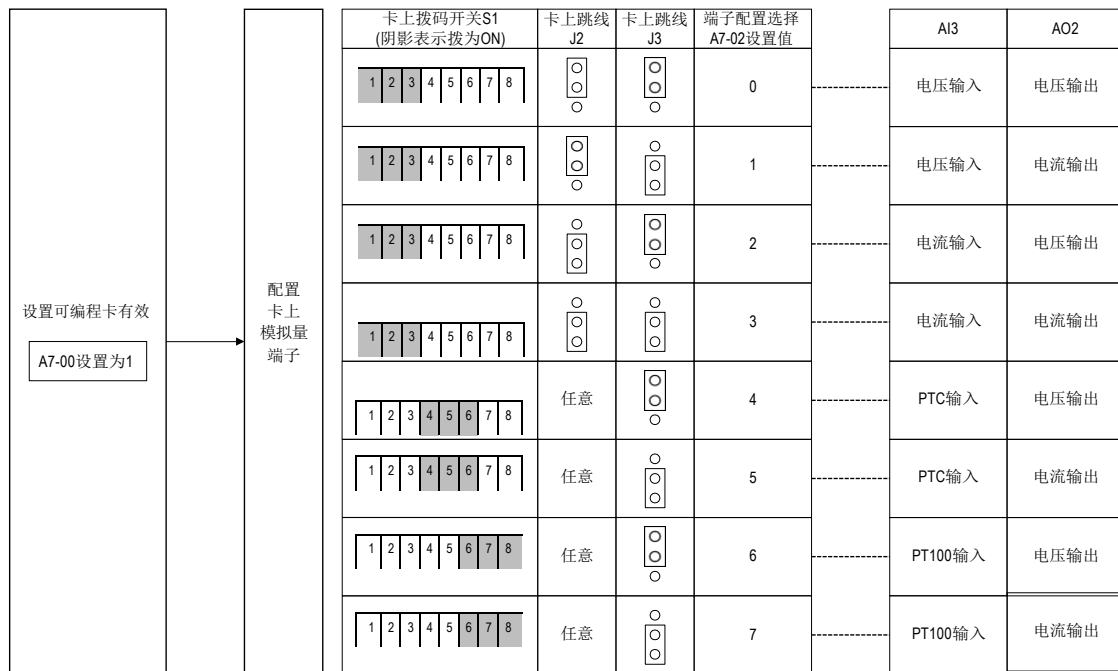 设置可编程卡有效
A7-00设置为1
配置
卡上
模拟量
端子
卡上拨码开关S1
(阴影表示拨为ON)
卡上跳线
J2
卡上跳线
J3
端子配置选择
A7-02设置值
AI3
AO2
1 2 3 4 5 6 7 8
0
电压输入
电压输出
1 2 3 4 5 6 7 8
1
电压输入
电流输出
1 2 3 4 5 6 7 8
2
电流输入
电压输出
1 2 3 4 5 6 7 8
3
电流输入
电流输出
1 2 3 4 5 6 7 8
任意
4
PTC输入
电压输出
1 2 3 4 5 6 7 8
任意
5
PTC输入
电流输出
1 2 3 4 5 6 7 8
任意
6
PT100输入
电压输出
1 2 3 4 5 6 7 8
任意
7
PT100输入
电流输出